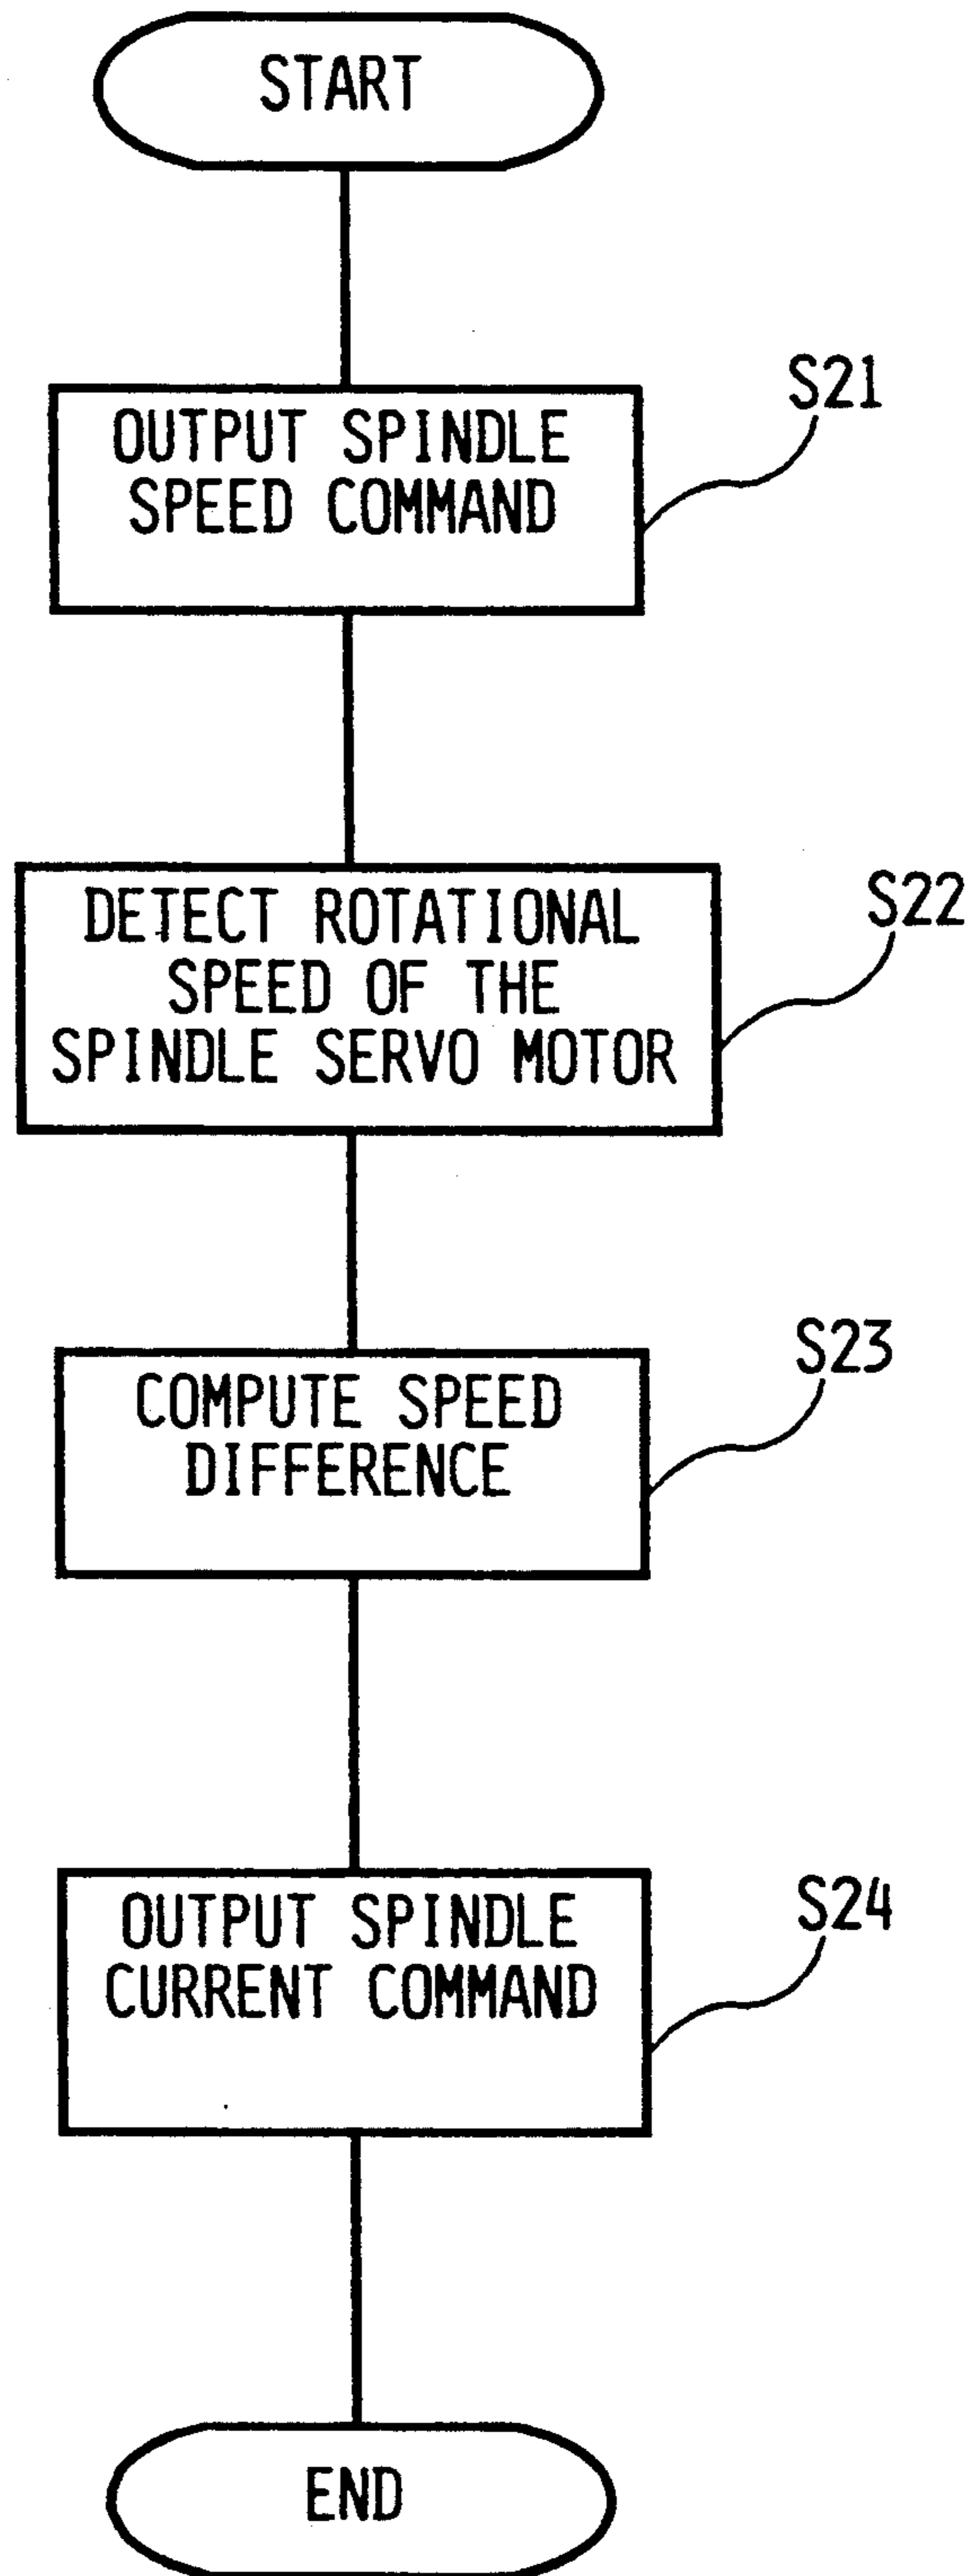 START
S21
OUTPUT SPINDLE
SPEED COMMAND
S22
DETECT ROTATIONAL
SPEED OF THE
SPINDLE SERVO MOTOR
S23
COMPUTE SPEED
DIFFERENCE
S24
OUTPUT SPINDLE
CURRENT COMMAND
END